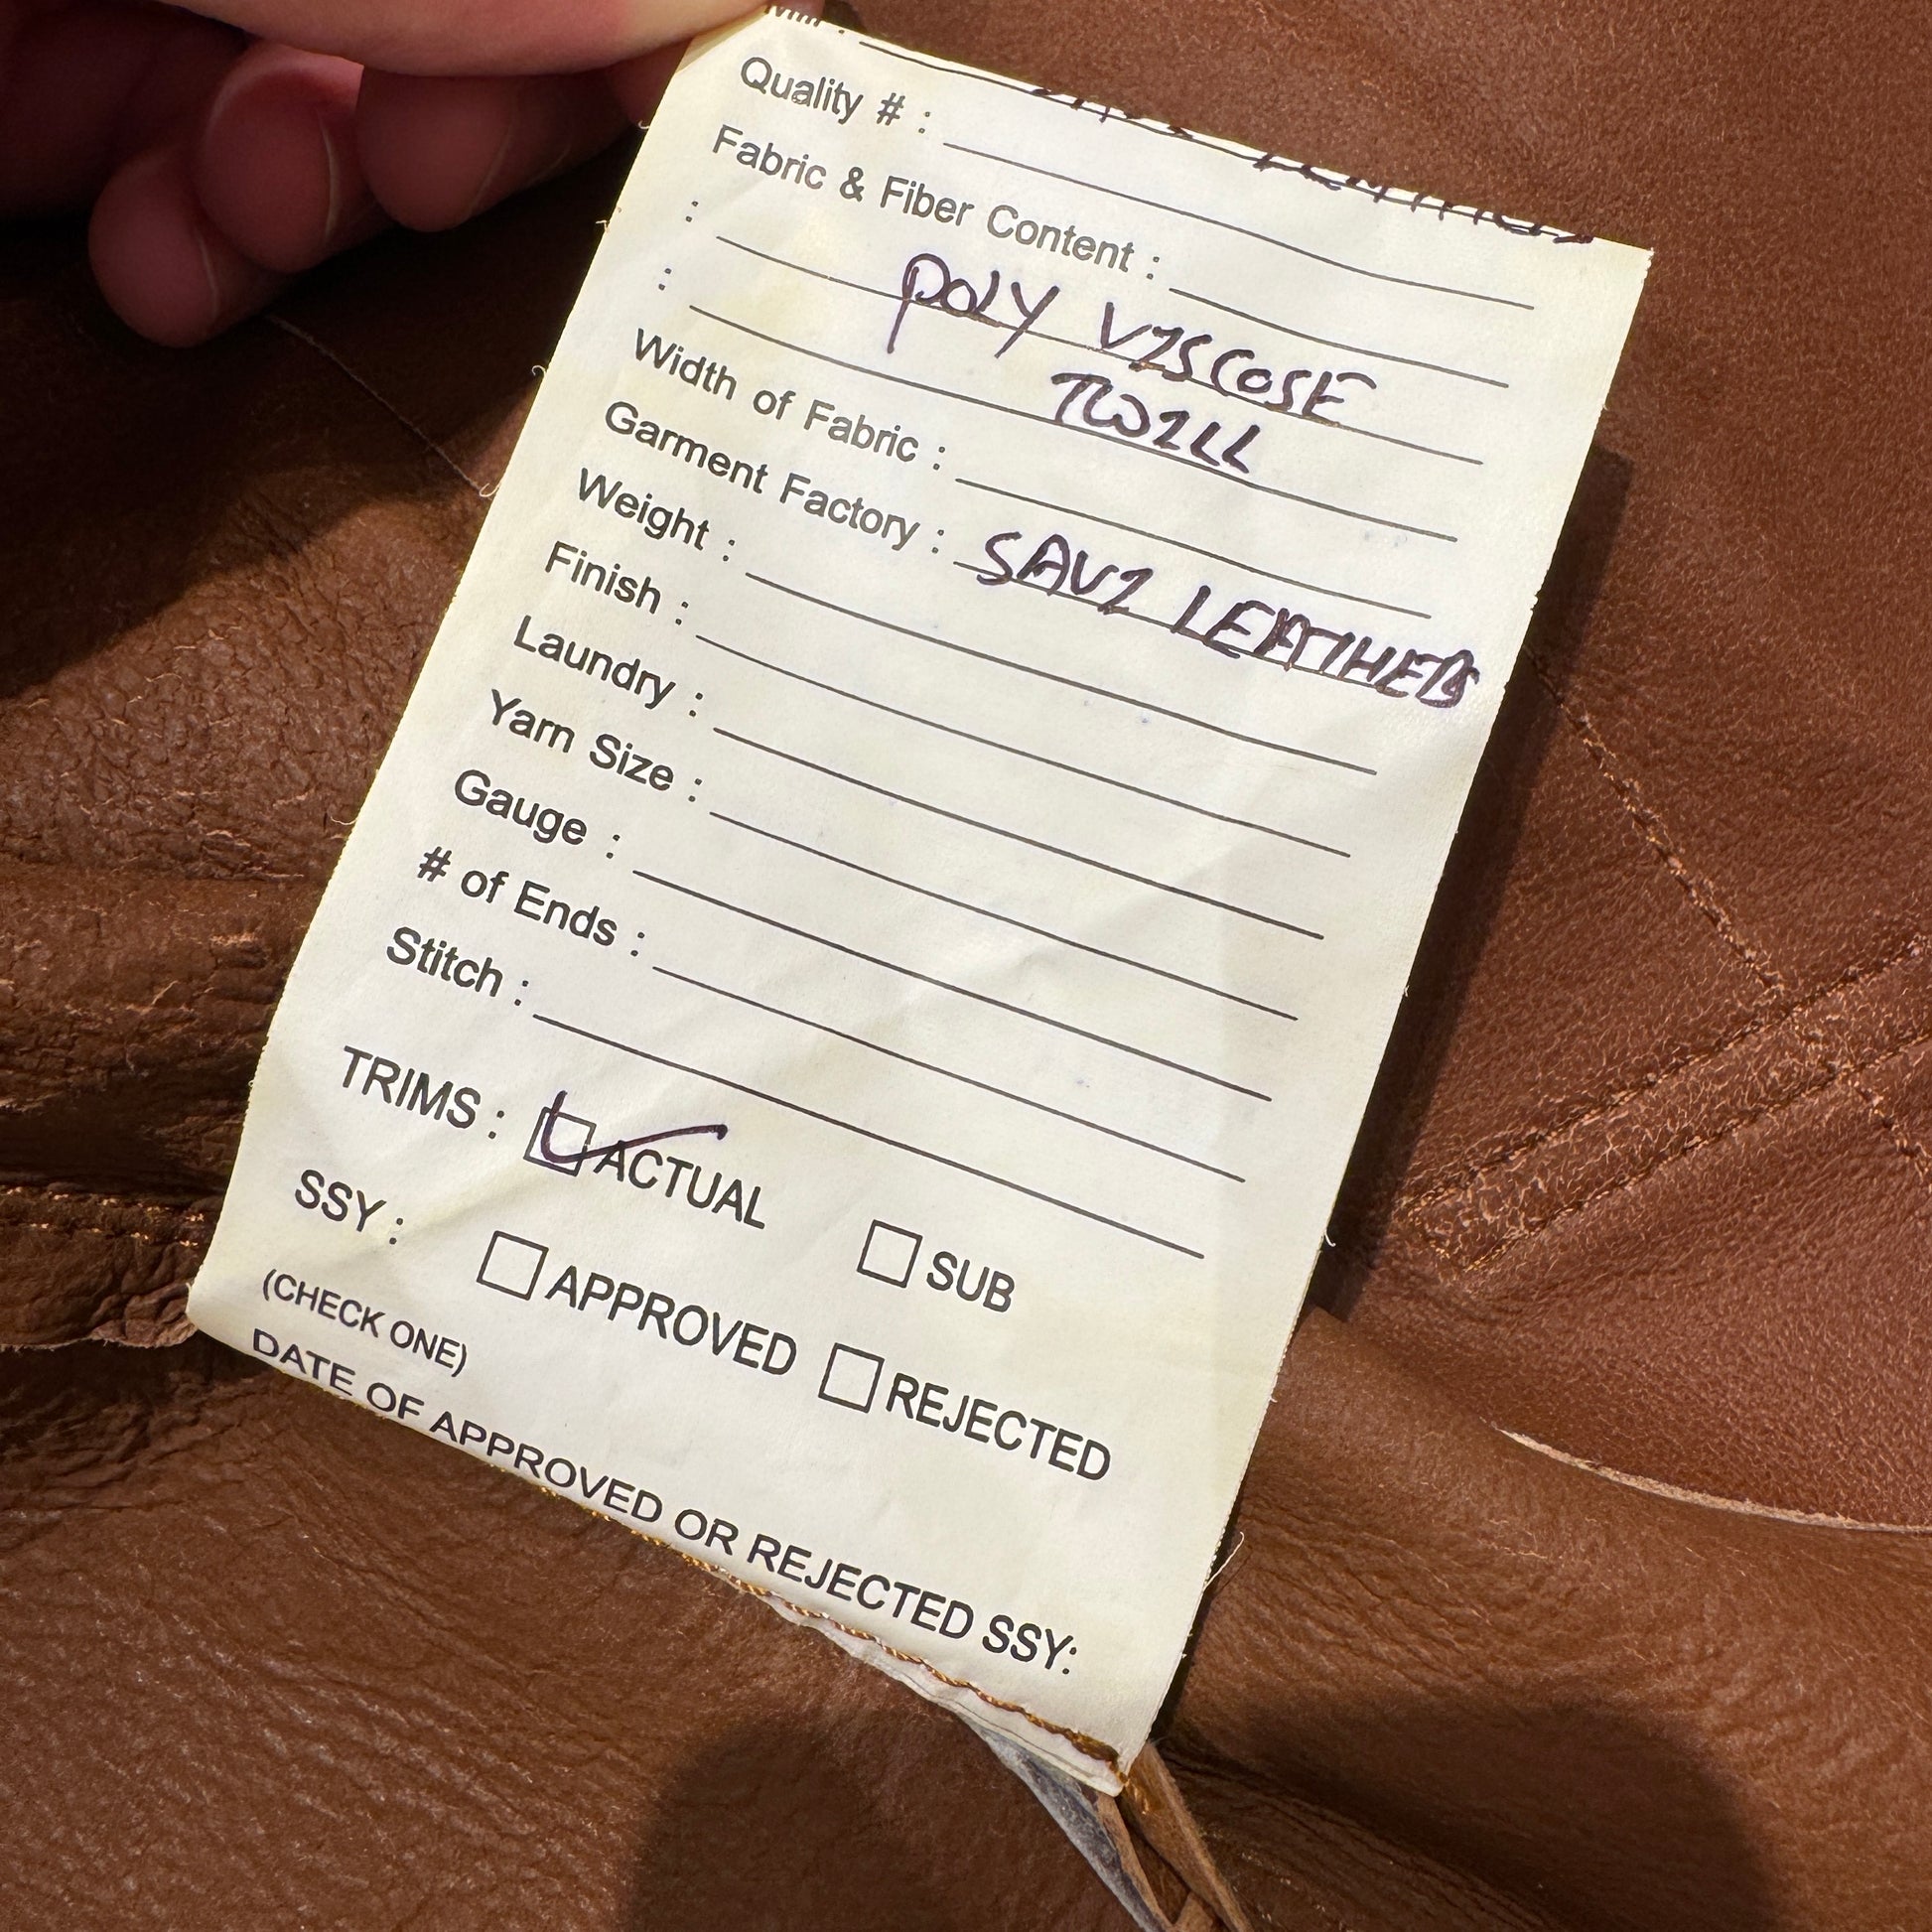 Quality # :
Fabric & Fiber Content :
: POLY VISCOSE
: TWILL
Width of Fabric :
Garment Factory : SAVI LEATHERS
Weight :
Finish :
Laundry :
Yarn Size :
Gauge :
# of Ends :
Stitch :
TRIMS : ACTUAL SUB
SSY : APPROVED REJECTED
(CHECK ONE)
DATE OF APPROVED OR REJECTED SSY: